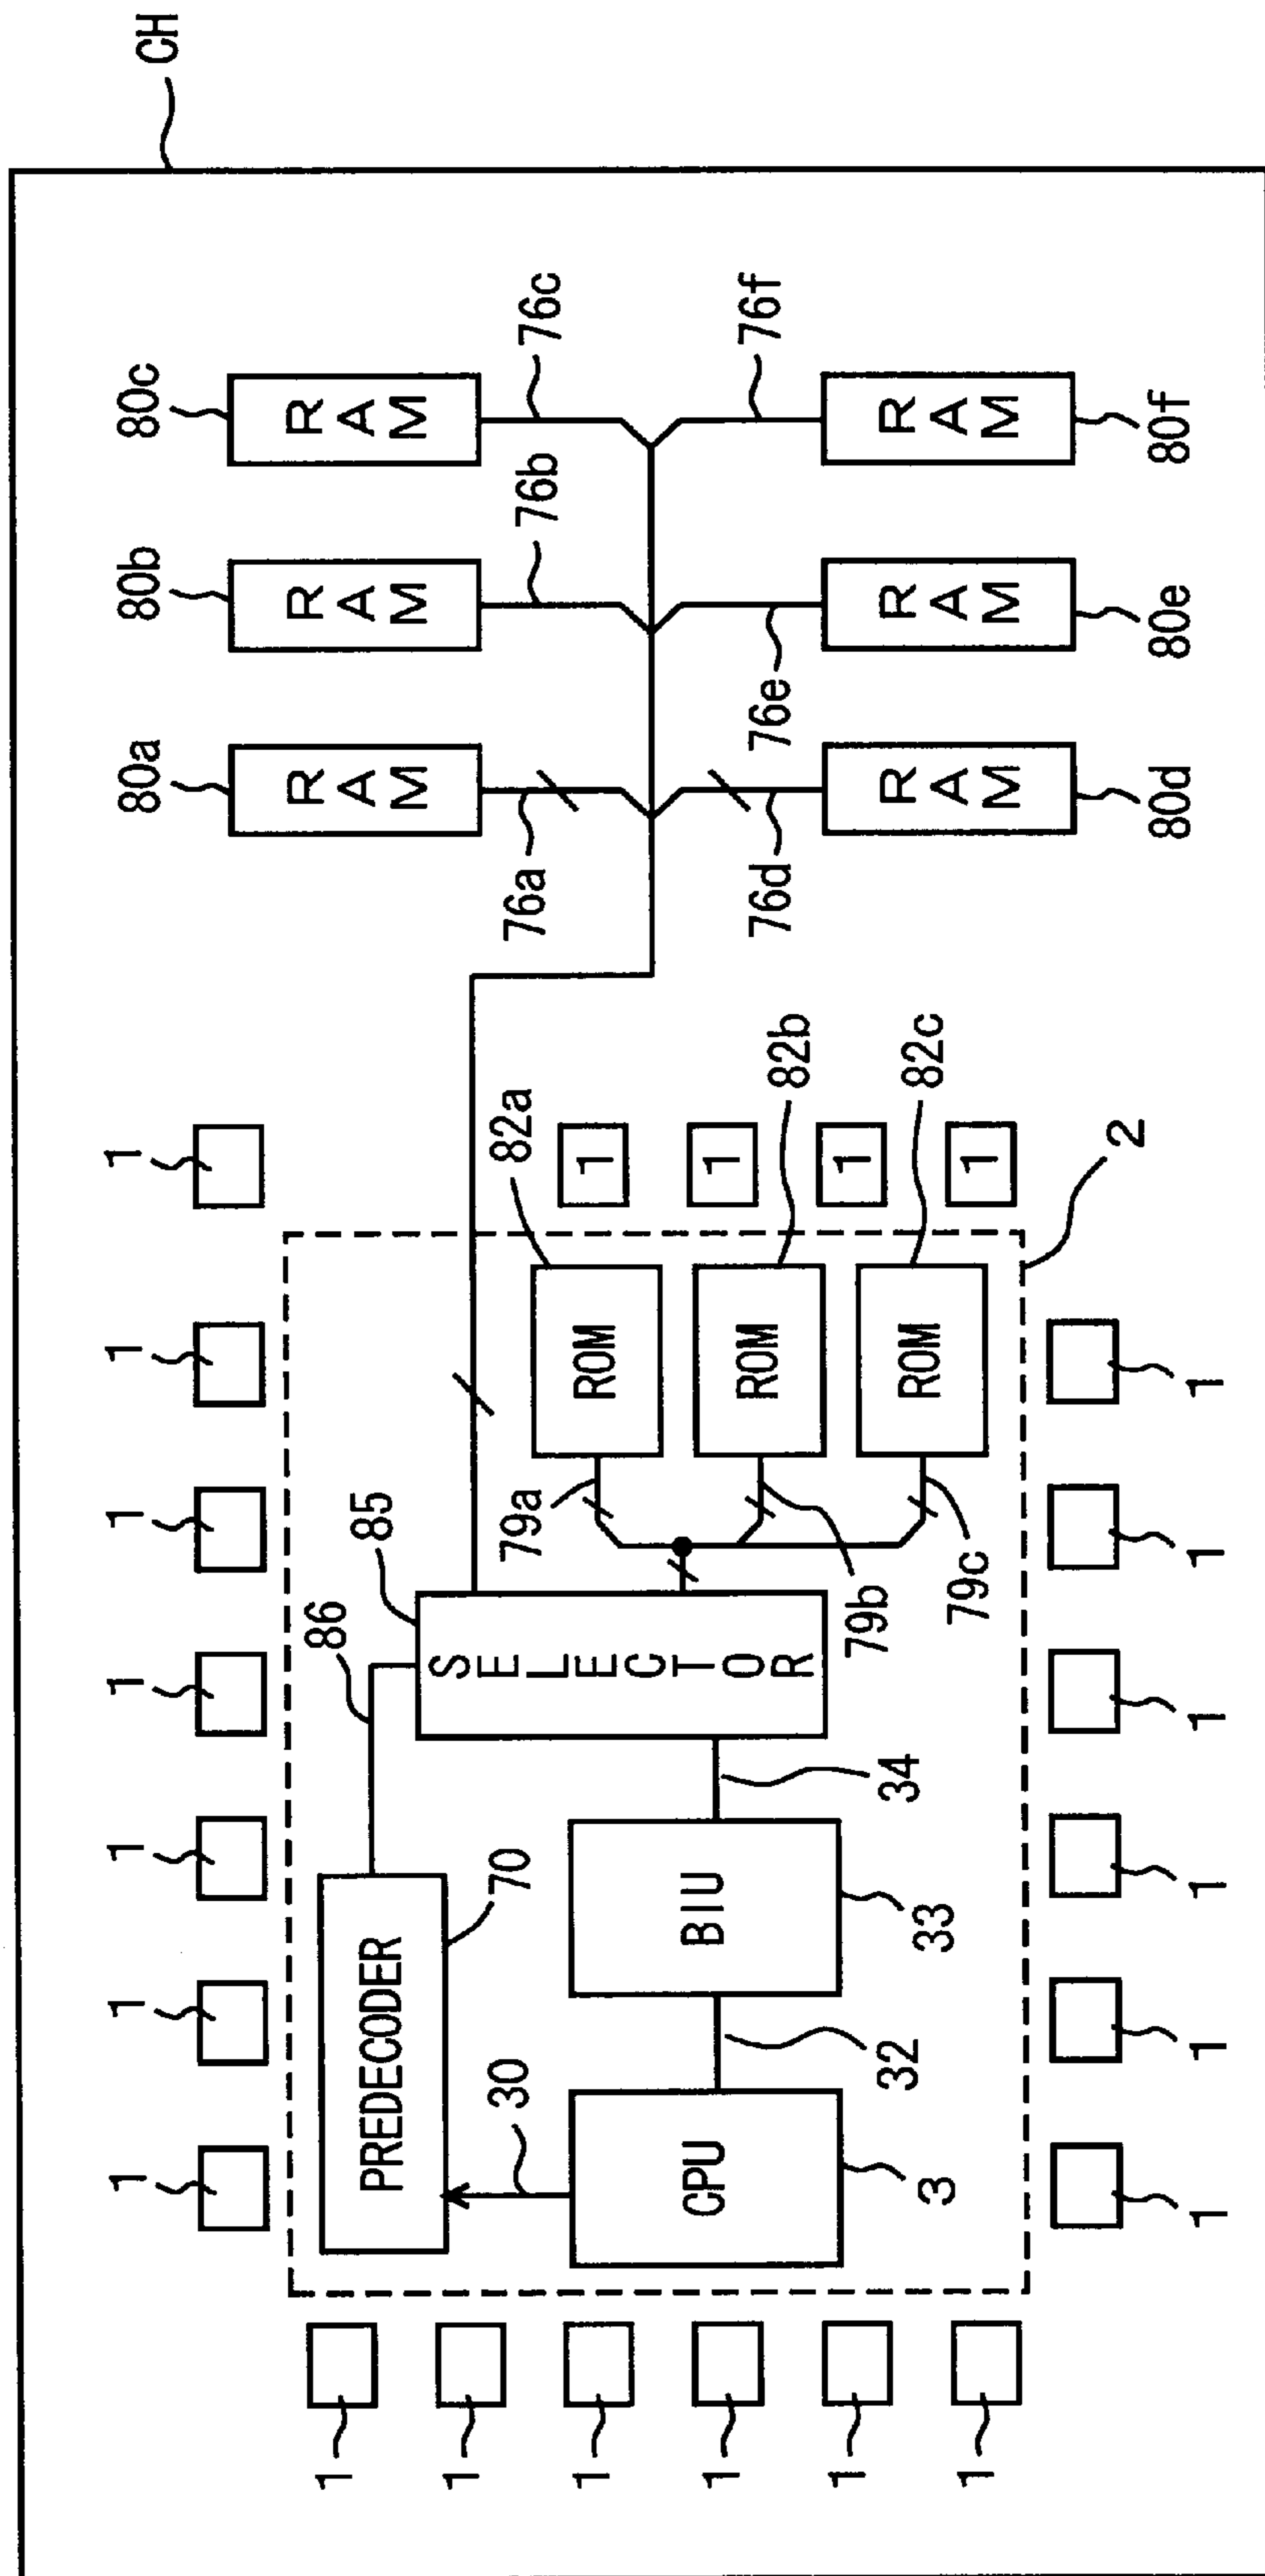 CH
1
1
1
1
1
1
1
80a
80b
80c
RAM
RAM
RAM
1
86
85
PREDECODER
70
30
SELECTOR
1
76a
76b
76c
79a
82a
ROM
1
1
CPU
BIU
1
ROM
82b
1
34
76d
76e
76f
1
32
79b
1
RAM
RAM
RAM
1
3
33
ROM
82c
79c
1
1
2
1
80d
80e
80f
1
1
1
1
1
1